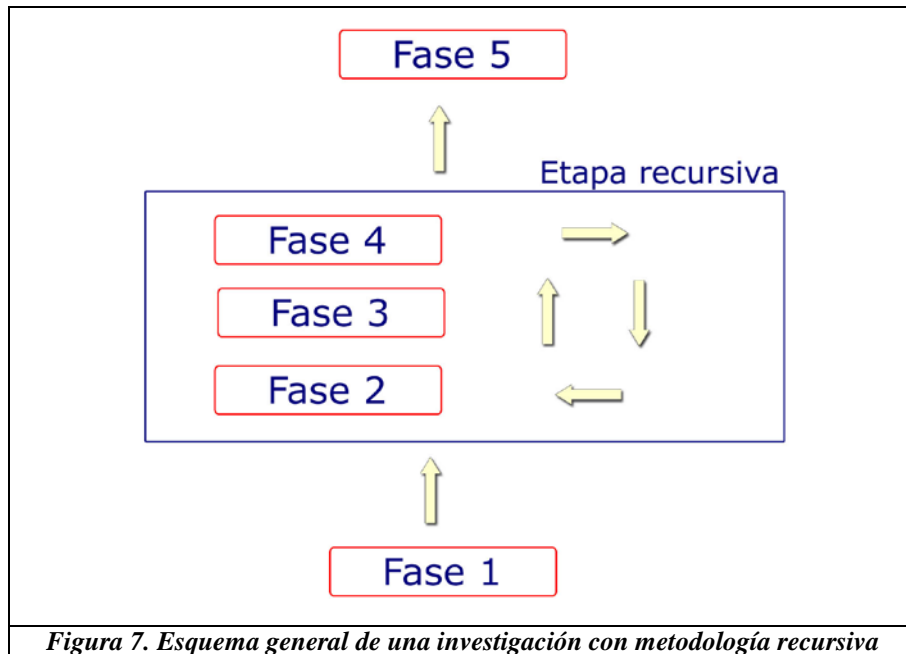 Fase 5
Etapa recursiva
Fase 4
Fase 3
Fase 2
Fase 1
Figura 7. Esquema general de una investigación con metodología recursiva